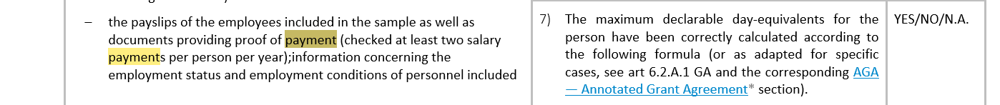 –    the payslips of the employees included in the sample as well as
documents providing proof of payment (checked at least two salary
payments per person per year);information concerning the
employment status and employment conditions of personnel included
7)   The maximum declarable day-equivalents for the
person have been correctly calculated according to
the following formula (or as adapted for specific
cases, see art 6.2.A.1 GA and the corresponding AGA
— Annotated Grant Agreement* section).
YES/NO/N.A.